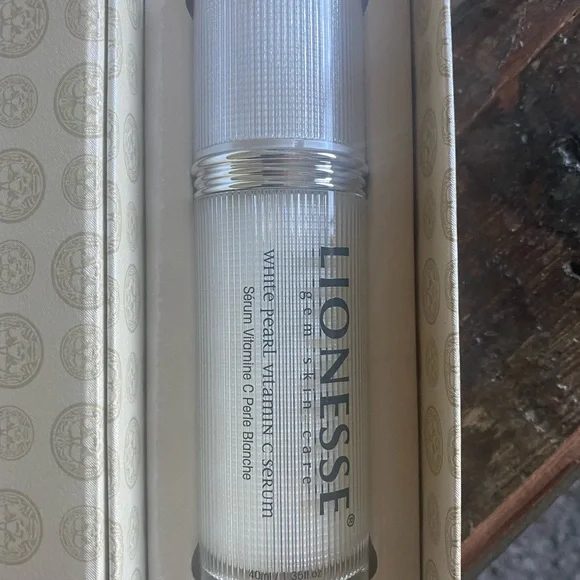 LIONESSE®
gem skin care
WHITE PEARL VITAMIN C SERUM
Sérum Vitamine C Perle Blanche
40ml / 1.35fl oz